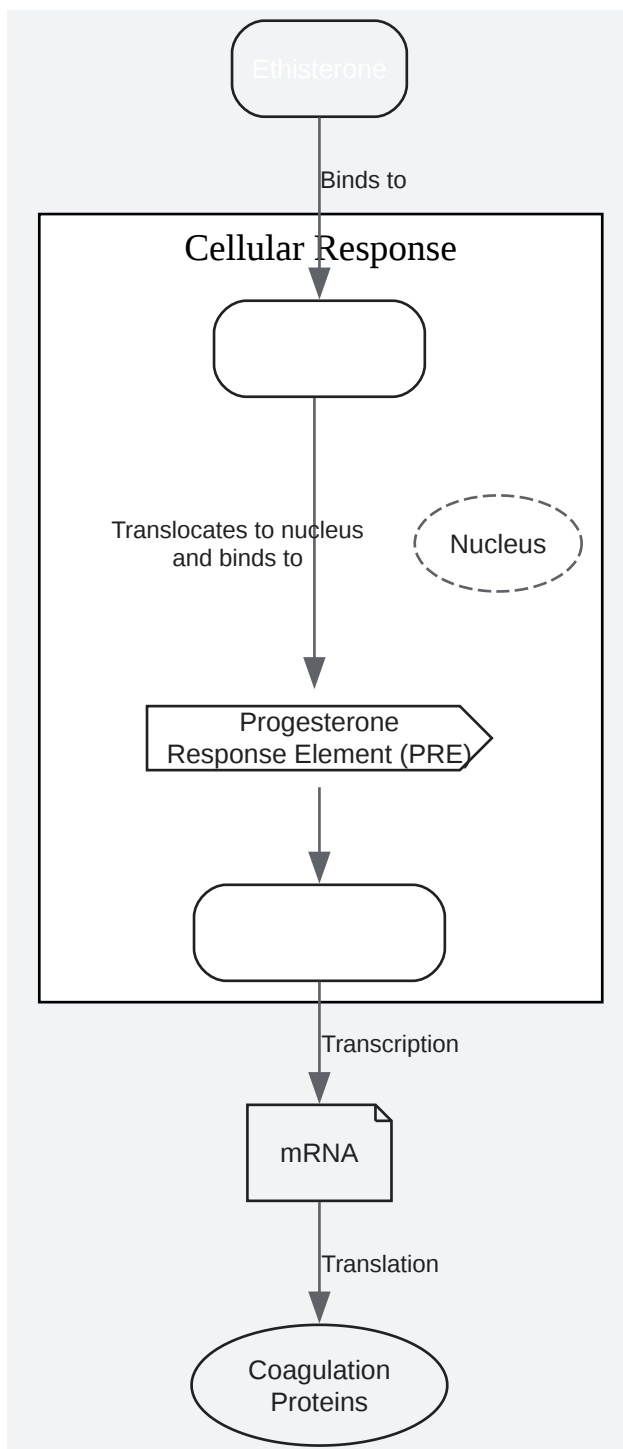 Ethisterone
Binds to
Cellular Response
Translocates to nucleus
and binds to
Nucleus
Progesterone
Response Element (PRE)
Transcription
mRNA
Translation
Coagulation
Proteins